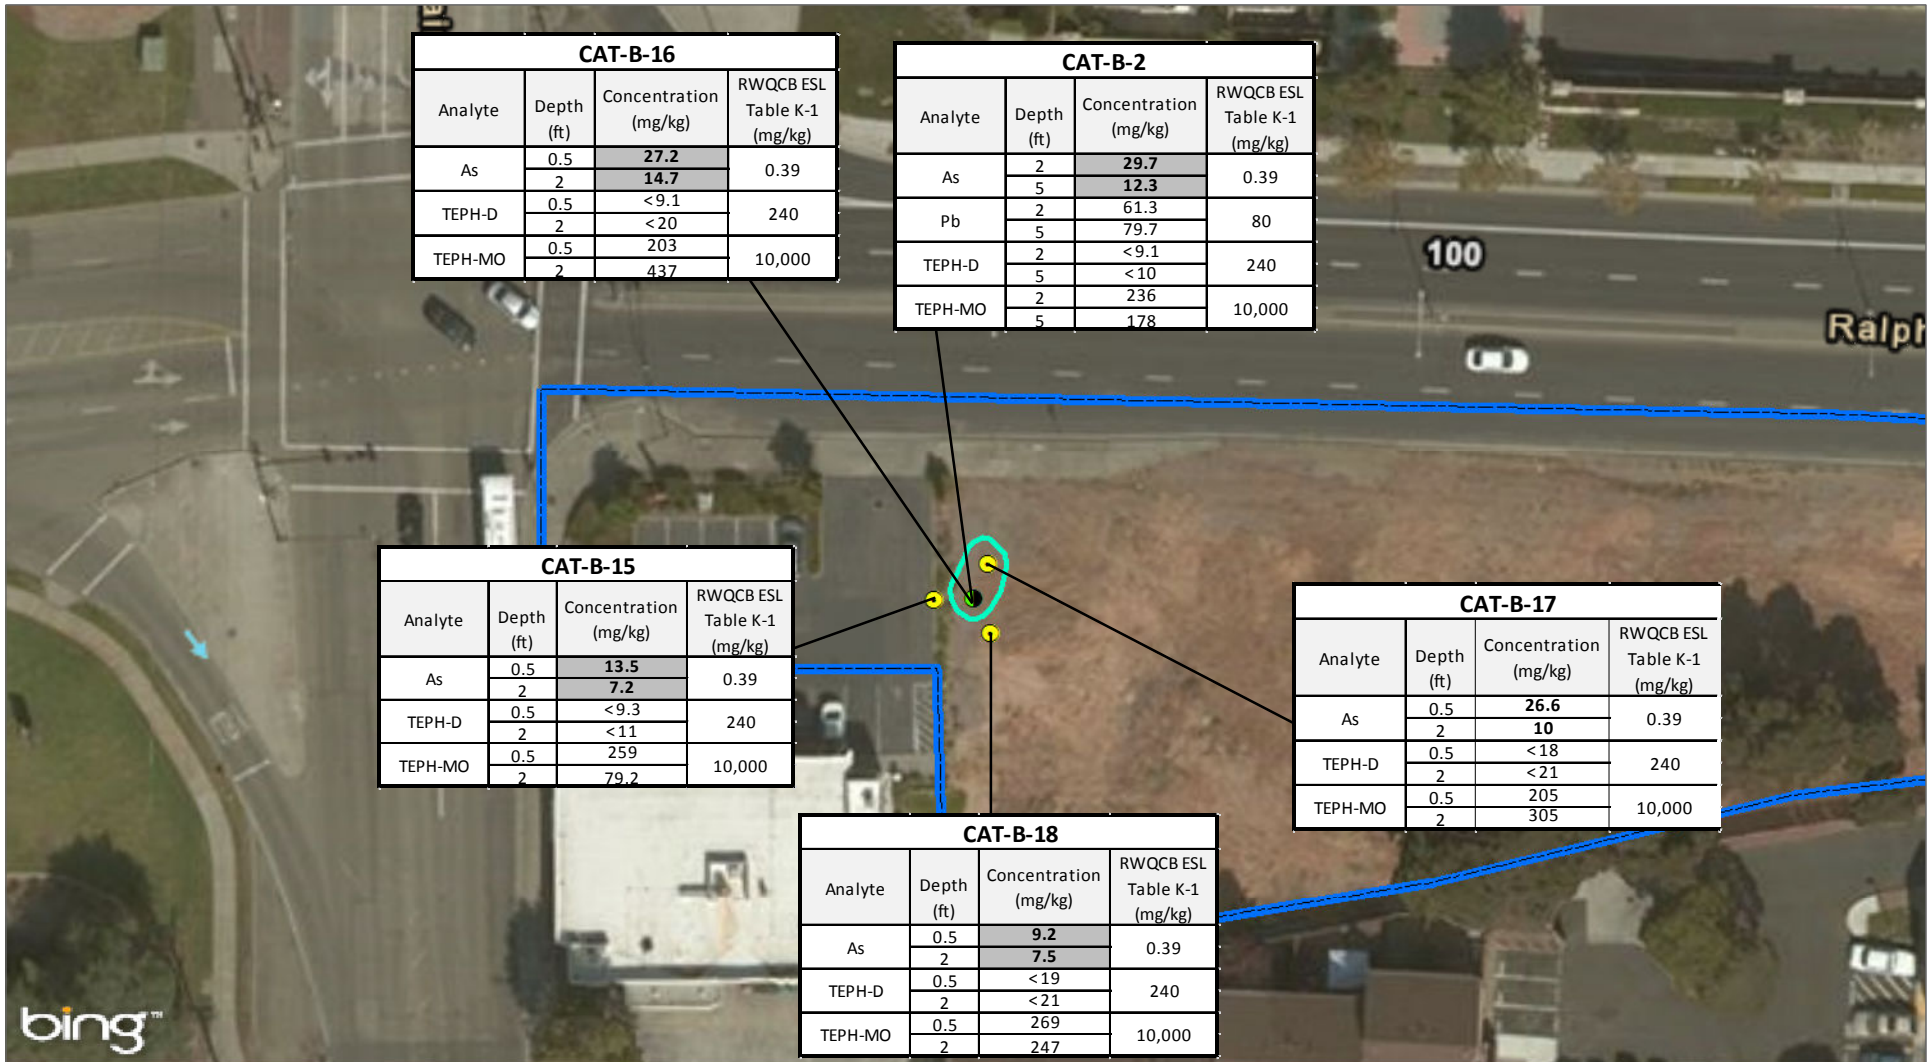 al
CAT-B-16
Analyte Depth (ft) Concentration (mg/kg) RWQCB ESL Table K-1 (mg/kg)
As 0.5 27.2 0.39
2 14.7
TEPH-D 0.5 <9.1 240
2 <20
TEPH-MO 0.5 203 10,000
2 437
CAT-B-2
Analyte Depth (ft) Concentration (mg/kg) RWQCB ESL Table K-1 (mg/kg)
As 2 29.7 0.39
5 12.3
Pb 2 61.3 80
5 79.7
TEPH-D 2 <9.1 240
5 <10
TEPH-MO 2 236 10,000
5 178
100
Ralph
CAT-B-15
Analyte Depth (ft) Concentration (mg/kg) RWQCB ESL Table K-1 (mg/kg)
As 0.5 13.5 0.39
2 7.2
TEPH-D 0.5 <9.3 240
2 <11
TEPH-MO 0.5 259 10,000
2 79.2
CAT-B-17
Analyte Depth (ft) Concentration (mg/kg) RWQCB ESL Table K-1 (mg/kg)
As 0.5 26.6 0.39
2 10
TEPH-D 0.5 <18 240
2 <21
TEPH-MO 0.5 205 10,000
2 305
CAT-B-18
Analyte Depth (ft) Concentration (mg/kg) RWQCB ESL Table K-1 (mg/kg)
As 0.5 9.2 0.39
2 7.5
TEPH-D 0.5 <19 240
2 <21
TEPH-MO 0.5 269 10,000
2 247
bing™